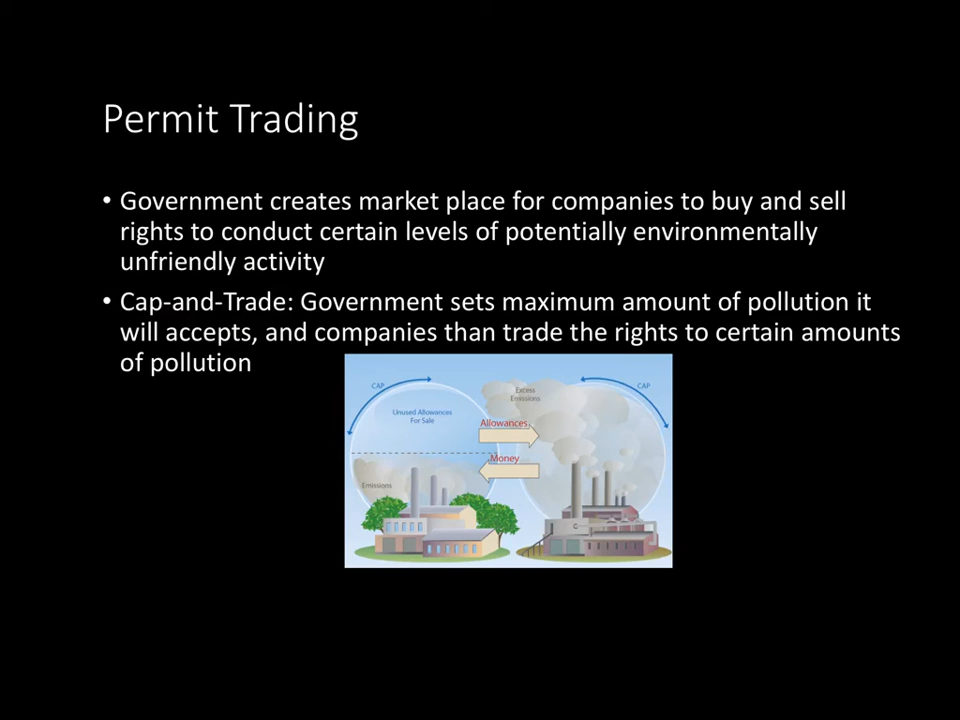 Permit Trading
• Government creates market place for companies to buy and sell
rights to conduct certain levels of potentially environmentally
unfriendly activity
• Cap-and-Trade: Government sets maximum amount of pollution it
will accepts, and companies than trade the rights to certain amounts
of pollution
CAP
Unused Allowances
For Sale
Emissions
Excess
Emissions
CAP
Allowances
Money